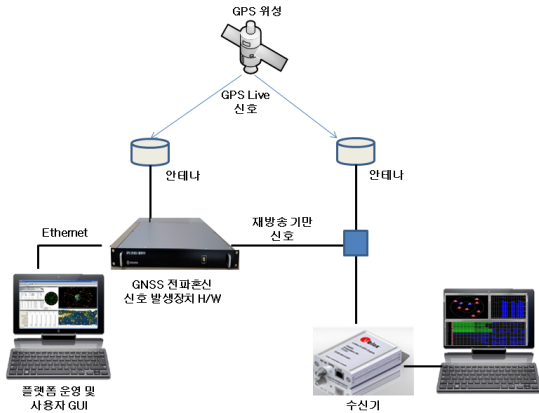 GPS 위성
GPS Live
신호
안테나
안테나
Ethernet
재방송 기만
신호
GNSS 전파혼신
신호 발생장치 H/W
플랫폼 운영 및
사용자 GUI
수신기